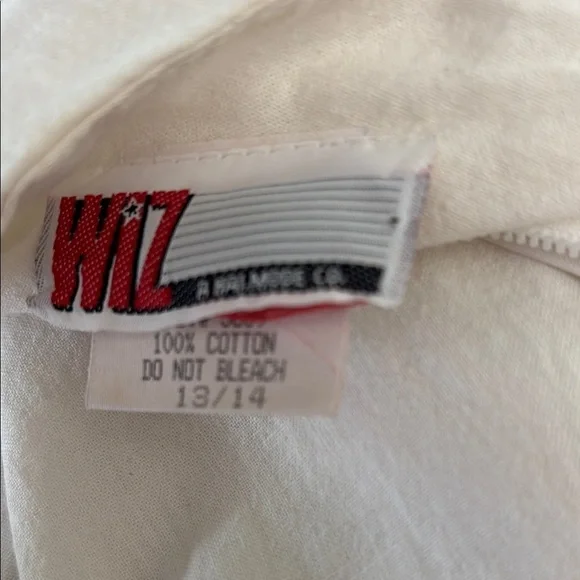 WIZ
A HALMODE CO.
100% COTTON
DO NOT BLEACH
13/14